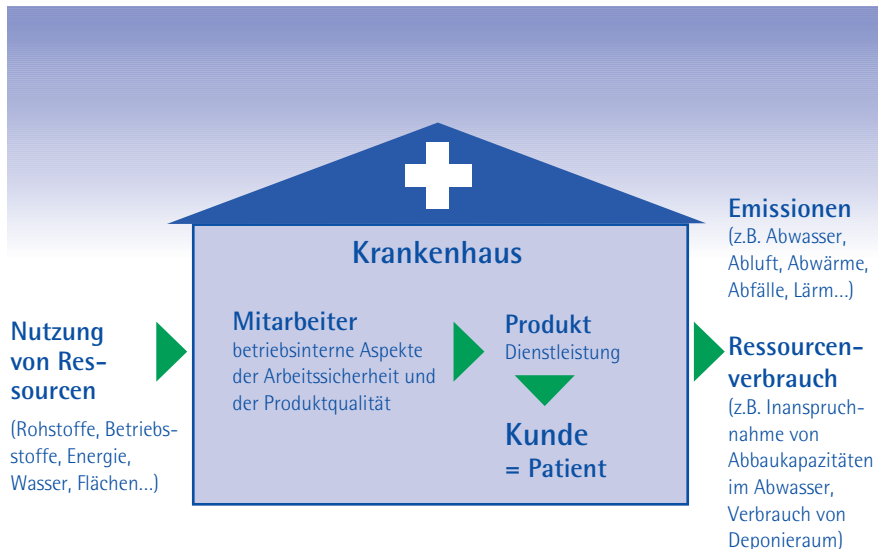 Krankenhaus
Nutzung
von Res-
sourcen
(Rohstoffe, Betriebs-
stoffe, Energie,
Wasser, Flächen...)
Mitarbeiter
betriebsinterne Aspekte
der Arbeitssicherheit und
der Produktqualität
Produkt
Dienstleistung
Kunde
= Patient
Emissionen
(z.B. Abwasser,
Abluft, Abwärme,
Abfälle, Lärm...)
Ressourcen-
verbrauch
(z.B. Inanspruch-
nahme von
Abbaukapazitäten
im Abwasser,
Verbrauch von
Deponieraum)